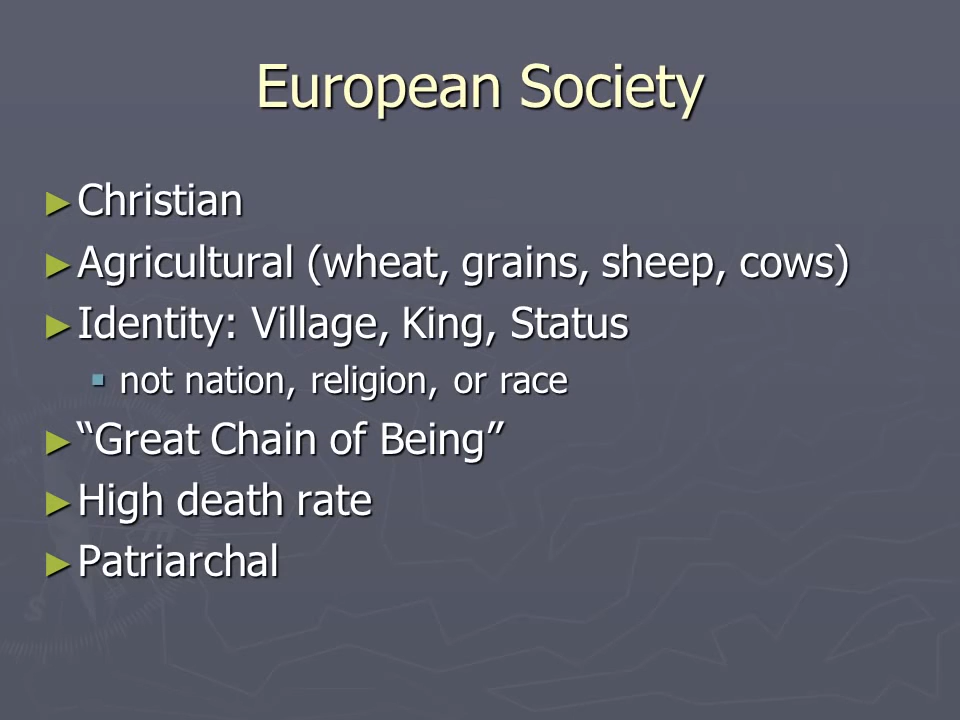 European Society
► Christian
► Agricultural (wheat, grains, sheep, cows)
► Identity: Village, King, Status
▪ not nation, religion, or race
► “Great Chain of Being”
► High death rate
► Patriarchal